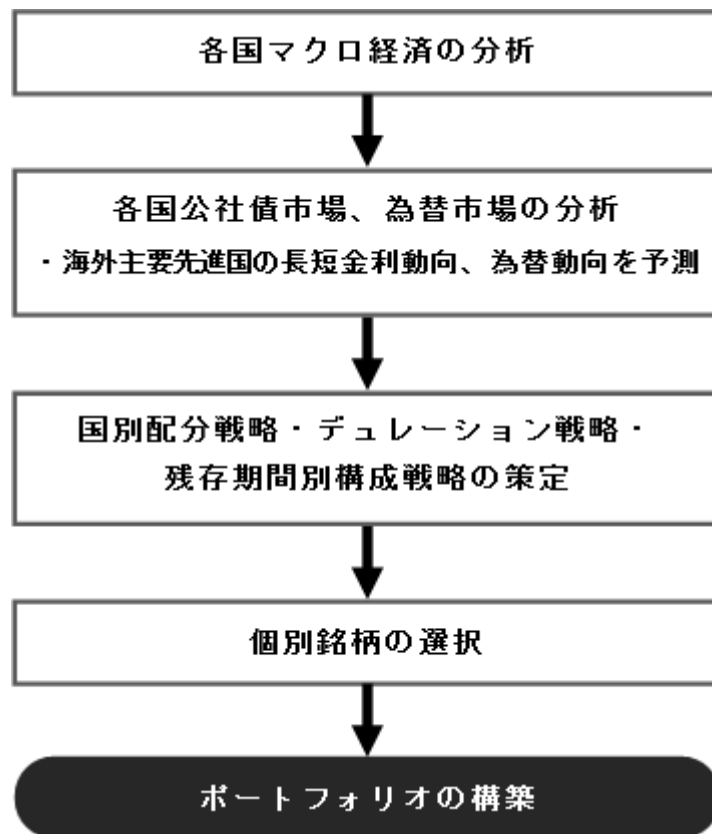 各国マクロ経済の分析
各国公社債市場、為替市場の分析
・海外主要先進国の長短金利動向、為替動向を予測
国別配分戦略・デュレーション戦略・
残存期間別構成戦略の策定
個別銘柄の選択
ポートフォリオの構築